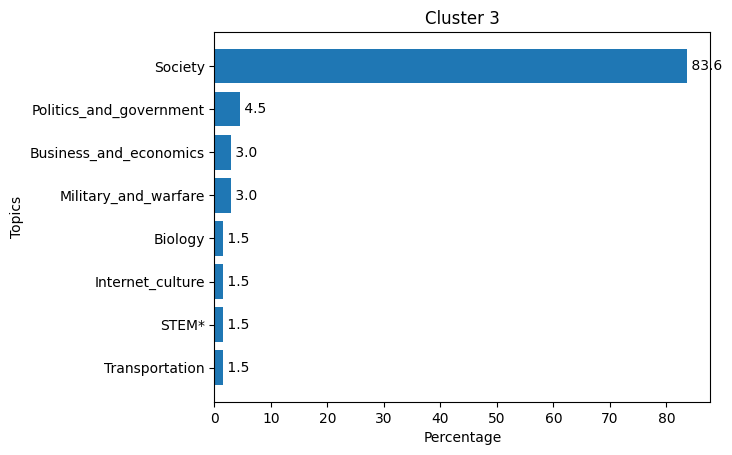 Cluster 3
Society 83.6
Politics_and_government 4.5
Business_and_economics 3.0
Military_and_warfare 3.0
Biology 1.5
Internet_culture 1.5
STEM* 1.5
Transportation 1.5
Topics
0 10 20 30 40 50 60 70 80
Percentage